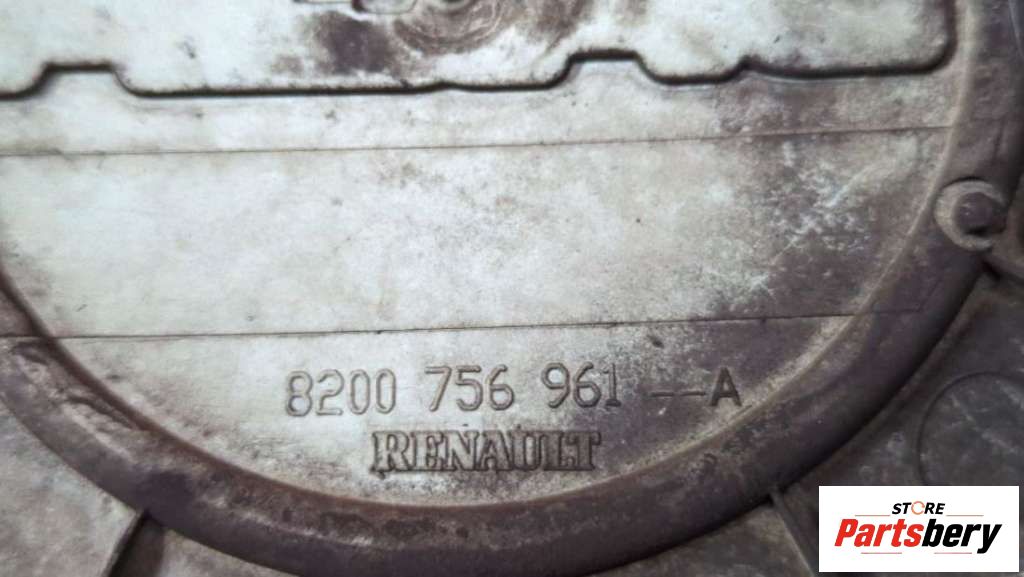 8200 756 961 --A
RENAULT
STORE
Partsbery